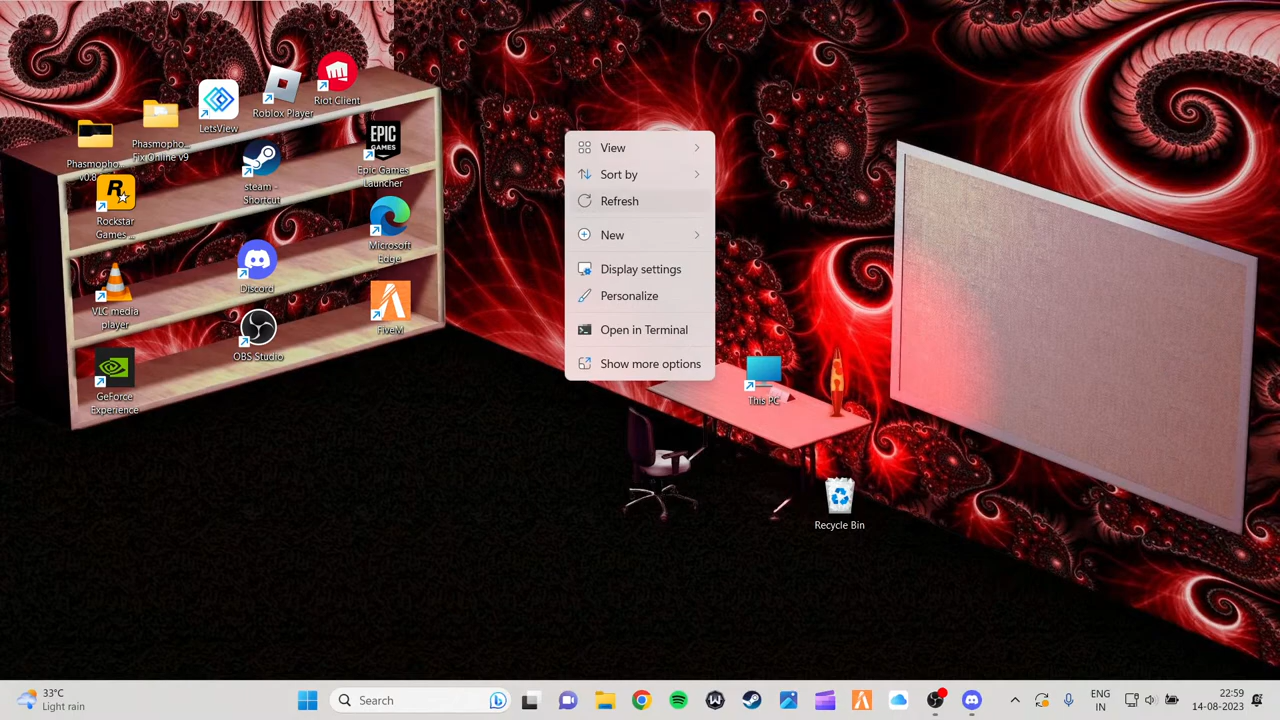 Riot Client
Roblox Player
LetsView
Phasmopho...
Fix Online v9
Phasmopho...
v0.8
EPIC
GAMES
Epic Games
Launcher
steam -
Shortcut
R
Rockstar
Games ...
Microsoft
Edge
Discord
VLC media
player
FiveM
OBS Studio
GeForce
Experience
View
Sort by
Refresh
New
Display settings
Personalize
Open in Terminal
Show more options
This PC
Recycle Bin
33°C
Light rain
Search
ENG
IN
22:59
14-08-2023